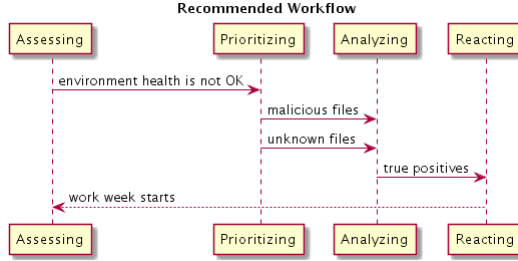 Recommended Workflow
Assessing Prioritizing Analyzing Reacting
environment health is not OK
malicious files
unknown files
true positives
work week starts
Assessing Prioritizing Analyzing Reacting